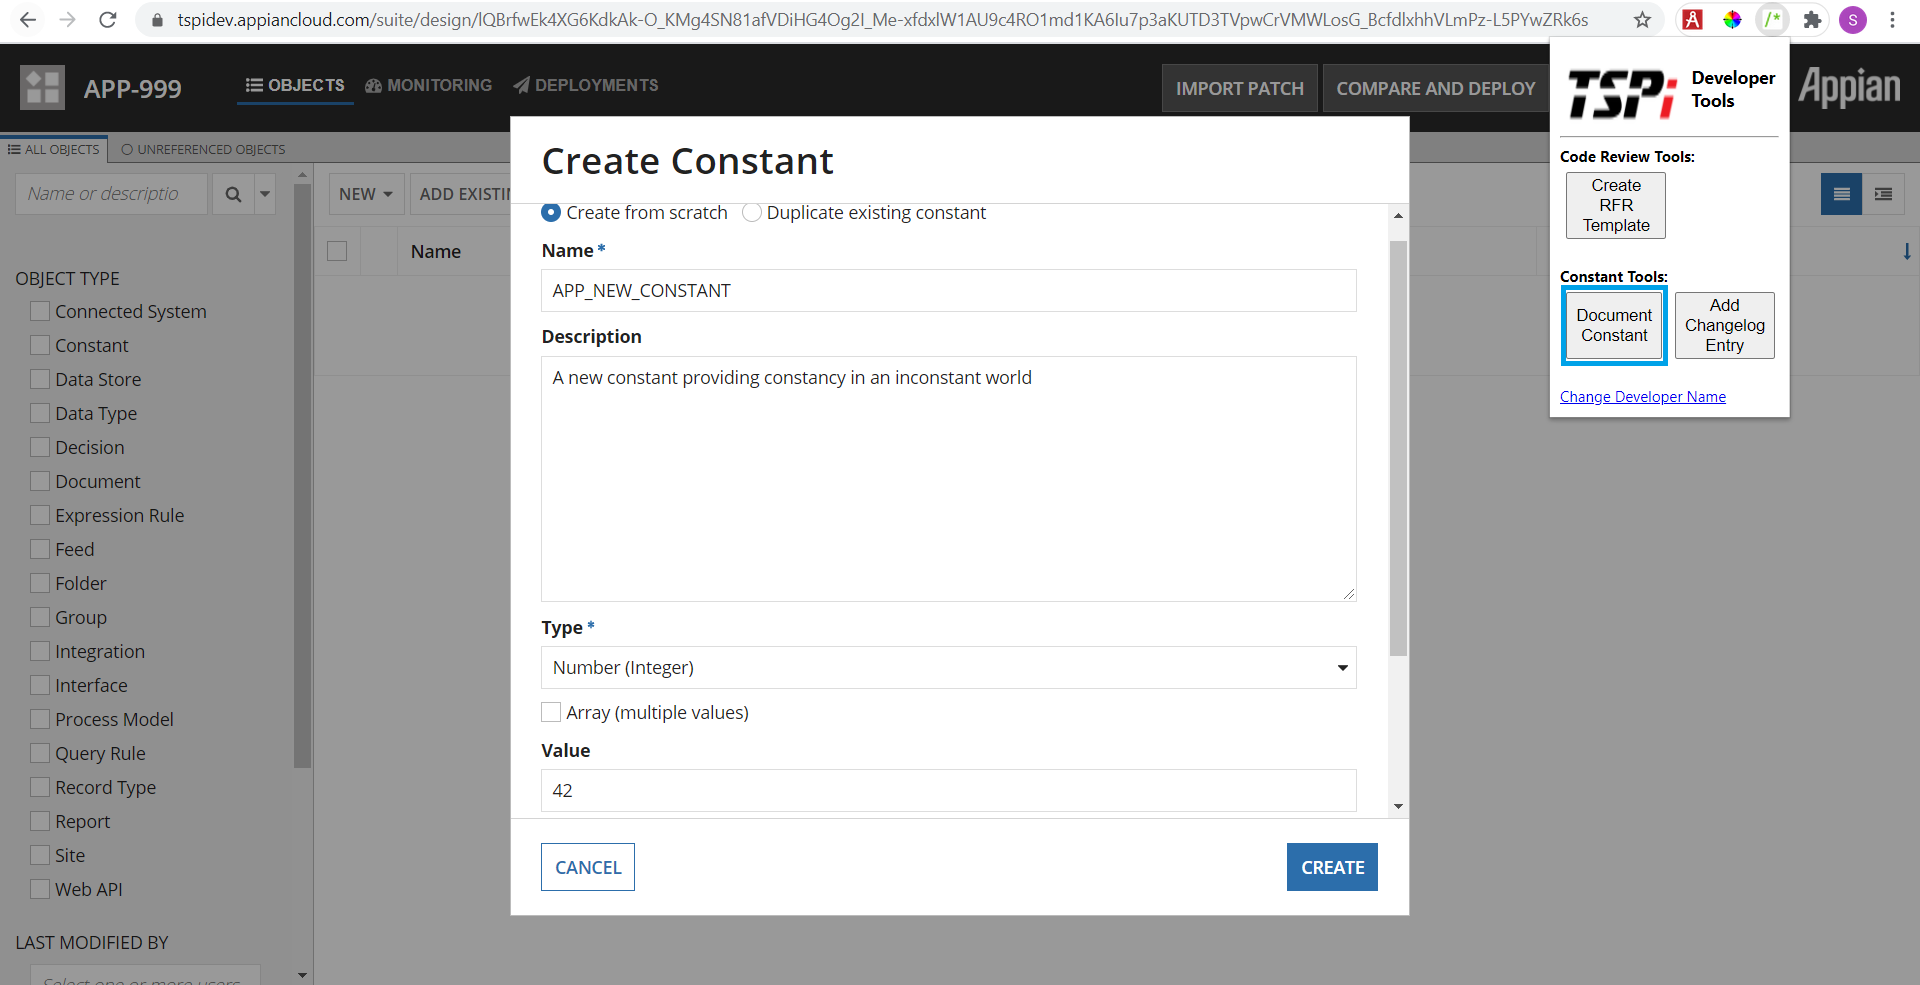 tspidev.appiancloud.com/suite/design/lQBrfwEk4XG6KdkAk-O_KMg4SN81afVDiHG4Og2I_Me-xfdxlW1AU9c4RO1md1KA6Iu7p3aKUTD3TVpwCrVMWLosG_BcfdlxhhVLmPz-L5PYwZRk6s
S
APP-999
OBJECTS
MONITORING
DEPLOYMENTS
IMPORT PATCH
COMPARE AND DEPLOY
Appian
TSPi
Developer
Tools
Code Review Tools:
Create
RFR
Template
Constant Tools:
Document
Constant
Add
Changelog
Entry
Change Developer Name
ALL OBJECTS
UNREFERENCED OBJECTS
Name or descriptio
NEW
ADD EXISTIN
Name
OBJECT TYPE
Connected System
Constant
Data Store
Data Type
Decision
Document
Expression Rule
Feed
Folder
Group
Integration
Interface
Process Model
Query Rule
Record Type
Report
Site
Web API
LAST MODIFIED BY
Select one or more users
Create Constant
Create from scratch
Duplicate existing constant
Name *
APP_NEW_CONSTANT
Description
A new constant providing constancy in an inconstant world
Type *
Number (Integer)
Array (multiple values)
Value
42
CANCEL
CREATE